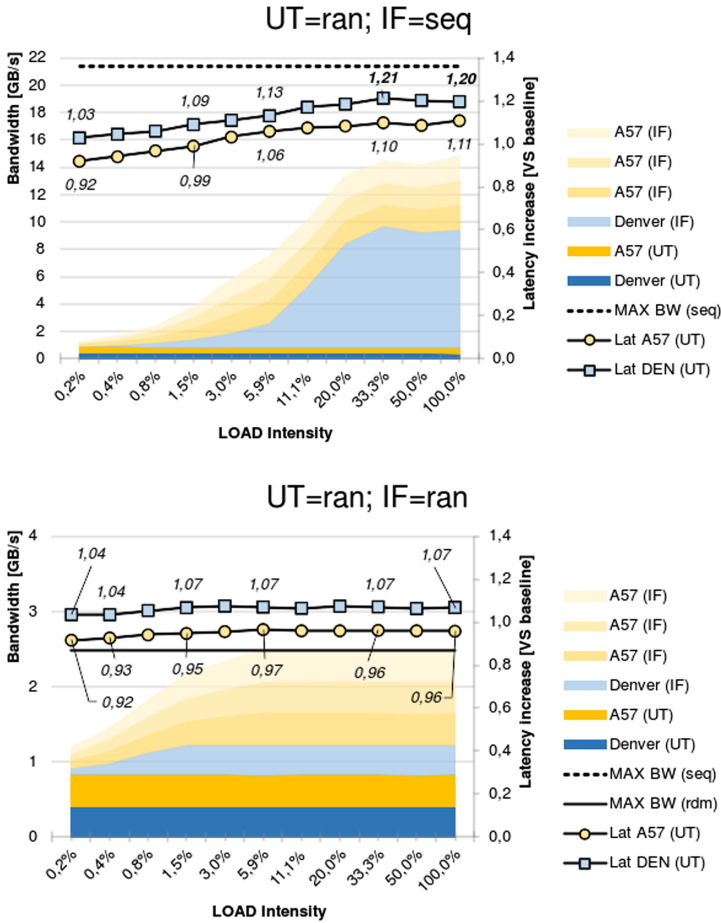 UT=ran; IF=seq
Bandwidth [GB/s]
22
20
18
16
14
12
10
8
6
4
2
0
1,03
1,09
1,13
1,21
1,20
0,92
0,99
1,06
1,10
1,11
1,4
1,2
1,0
0,8
0,6
0,4
0,2
0,0
Latency increase [VS baseline]
0,2%
0,4%
0,8%
1,5%
3,0%
5,9%
11,1%
20,0%
33,3%
50,0%
100,0%
LOAD Intensity
A57 (IF)
A57 (IF)
A57 (IF)
Denver (IF)
A57 (UT)
Denver (UT)
MAX BW (seq)
Lat A57 (UT)
Lat DEN (UT)
UT=ran; IF=ran
Bandwidth [GB/s]
4
3
2
1
0
1,04
1,04
1,07
1,07
1,07
1,07
0,92
0,93
0,95
0,97
0,96
0,96
1,4
1,2
1,0
0,8
0,6
0,4
0,2
0,0
Latency increase [VS baseline]
0,2%
0,4%
0,8%
1,5%
3,0%
5,9%
11,1%
20,0%
33,3%
50,0%
100,0%
LOAD Intensity
A57 (IF)
A57 (IF)
A57 (IF)
Denver (IF)
A57 (UT)
Denver (UT)
MAX BW (seq)
MAX BW (rdm)
Lat A57 (UT)
Lat DEN (UT)